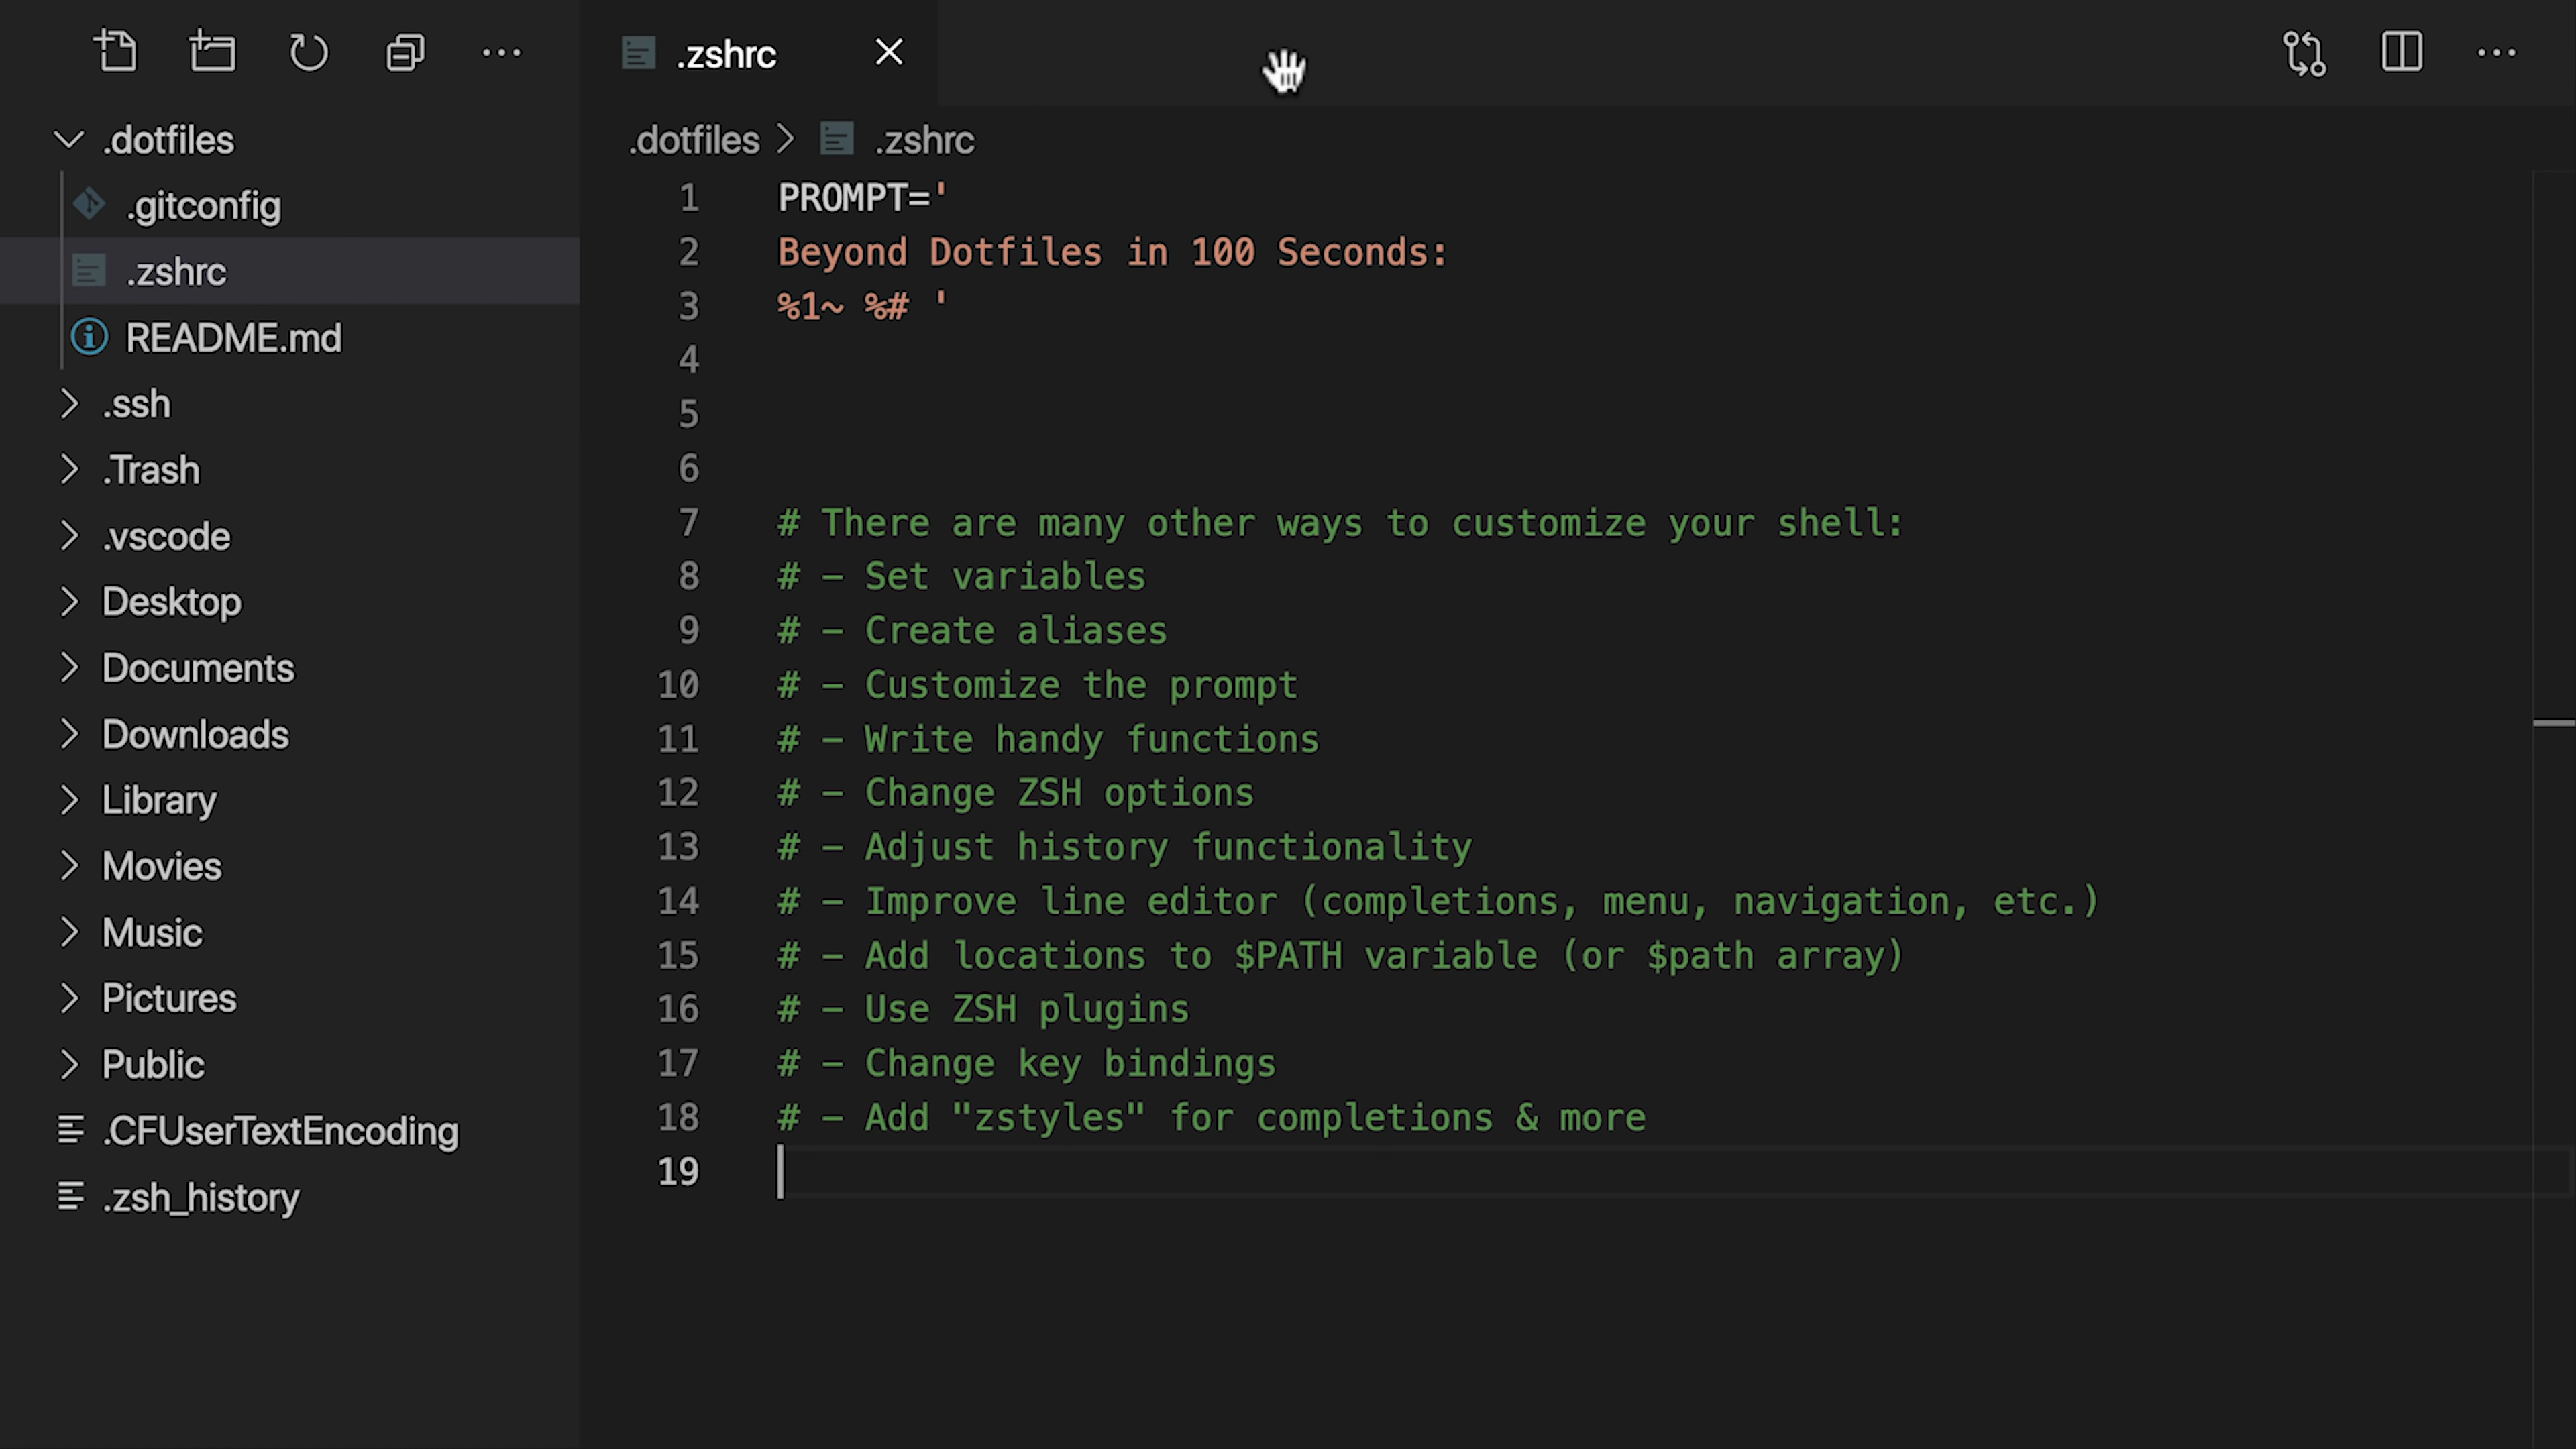 .dotfiles
.gitconfig
.zshrc
README.md
.ssh
.Trash
.vscode
Desktop
Documents
Downloads
Library
Movies
Music
Pictures
Public
.CFUserTextEncoding
.zsh_history
.zshrc
.dotfiles > .zshrc
1 PROMPT='
2 Beyond Dotfiles in 100 Seconds:
3 %1~ %# '
4
5
6
7 # There are many other ways to customize your shell:
8 # - Set variables
9 # - Create aliases
10 # - Customize the prompt
11 # - Write handy functions
12 # - Change ZSH options
13 # - Adjust history functionality
14 # - Improve line editor (completions, menu, navigation, etc.)
15 # - Add locations to $PATH variable (or $path array)
16 # - Use ZSH plugins
17 # - Change key bindings
18 # - Add "zstyles" for completions & more
19